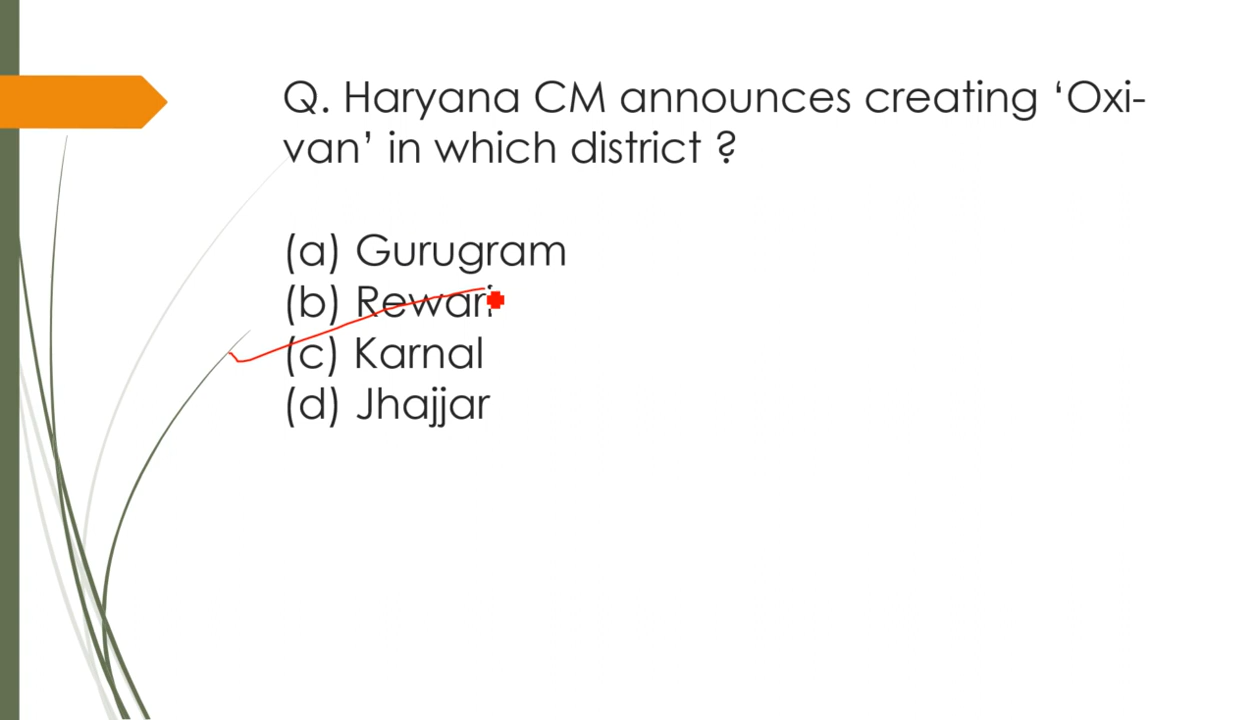 Q. Haryana CM announces creating ‘Oxi-
van’ in which district ?
(a) Gurugram
(b) Rewari
(c) Karnal
(d) Jhajjar